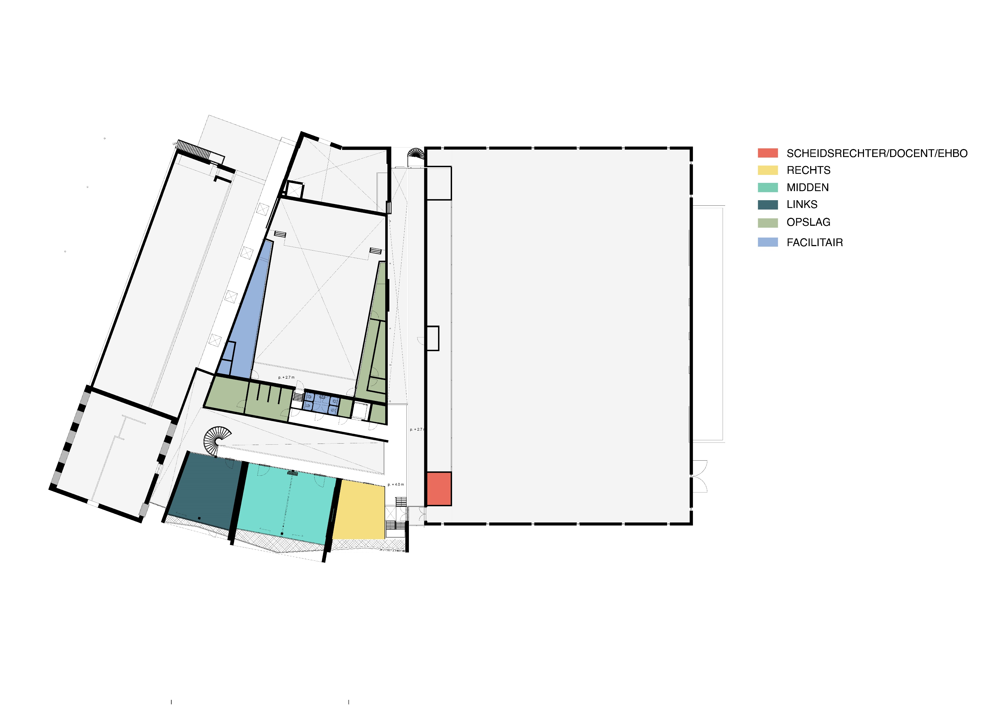 UP
SCHEIDSRECHTER/DOCENT/EHBO
RECHTS
MIDDEN
LINKS
OPSLAG
FACILITAIR
p. + 2.7 m
p. + 2.7
p. + 4.0 m